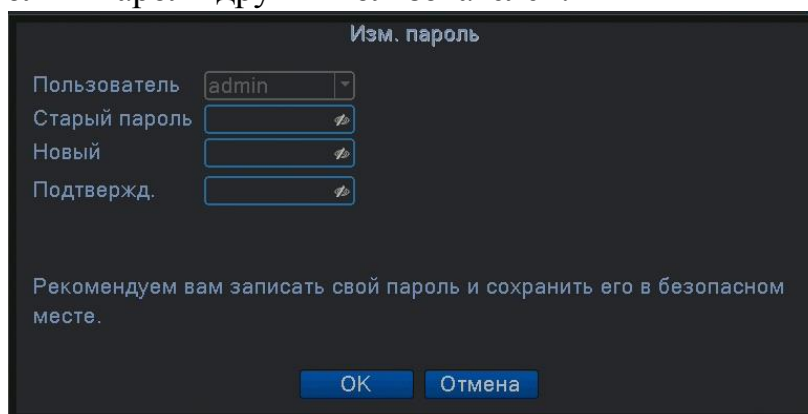 Изм. пароль
Пользователь admin
Старый пароль
Новый
Подтвержд.
Рекомендуем вам записать свой пароль и сохранить его в безопасном
месте.
OK Отмена